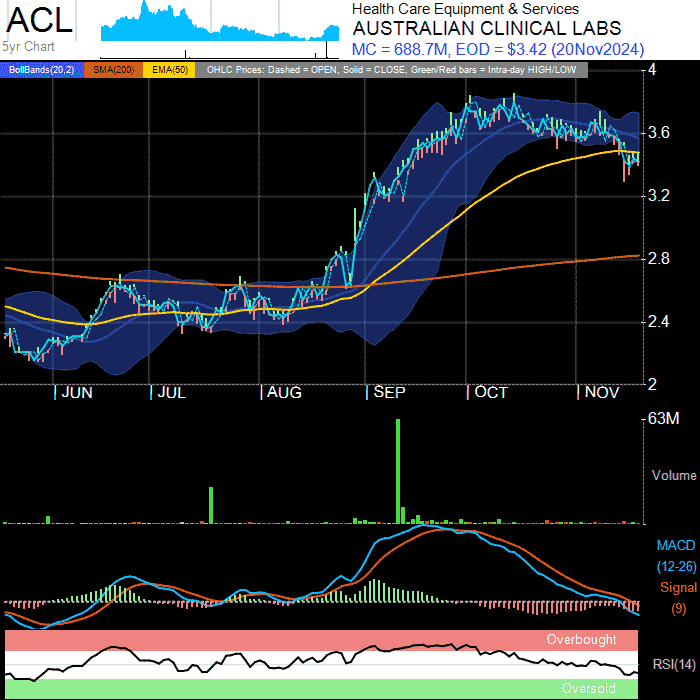 ACL
5yr Chart
Health Care Equipment & Services
AUSTRALIAN CLINICAL LABS
MC = 688.7M, EOD = $3.42 (20Nov2024)
BollBands(20,2) SMA(200) EMA(50) OHLC Prices: Dashed = OPEN, Solid = CLOSE, Green/Red bars = Intra-day HIGH/LOW
4
3.6
3.2
2.8
2.4
2
JUN JUL AUG SEP OCT NOV
63M
Volume
MACD
(12-26)
Signal
(9)
Overbought
RSI(14)
Oversold